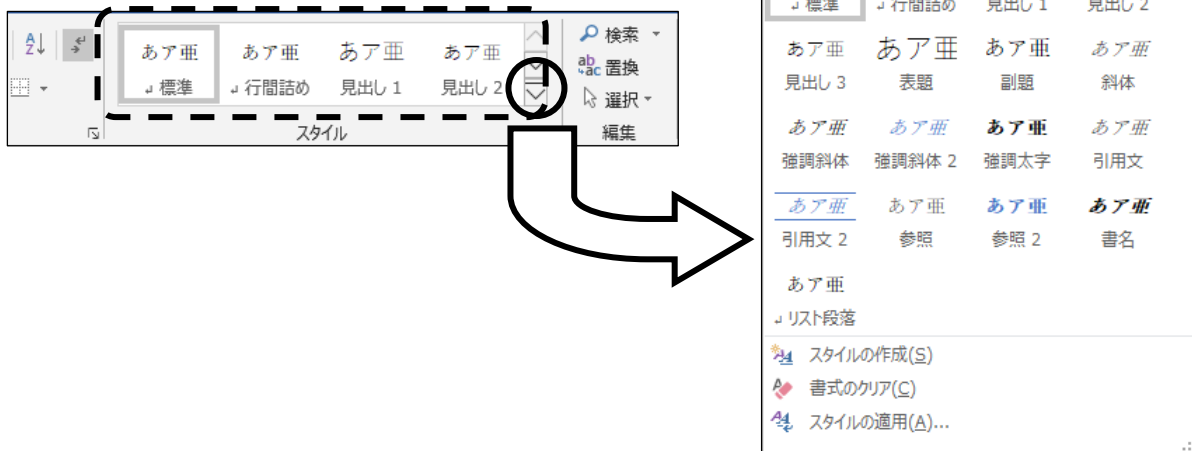 A
Z
あア亜 あア亜 あア亜 あア亜
↲標準 ↲行間詰め 見出し 1 見出し 2
スタイル
検索
ab
ac 置換
選択
編集
↲標準 ↲行間詰め 見出し 1 見出し 2
あア亜 あア亜 あア亜 あア亜
見出し 3 表題 副題 斜体
あア亜 あア亜 あア亜 あア亜
強調斜体 強調斜体 2 強調太字 引用文
あア亜 あア亜 あア亜 あア亜
引用文 2 参照 参照 2 書名
あア亜
↲リスト段落
スタイルの作成(S)
書式のクリア(C)
スタイルの適用(A)...